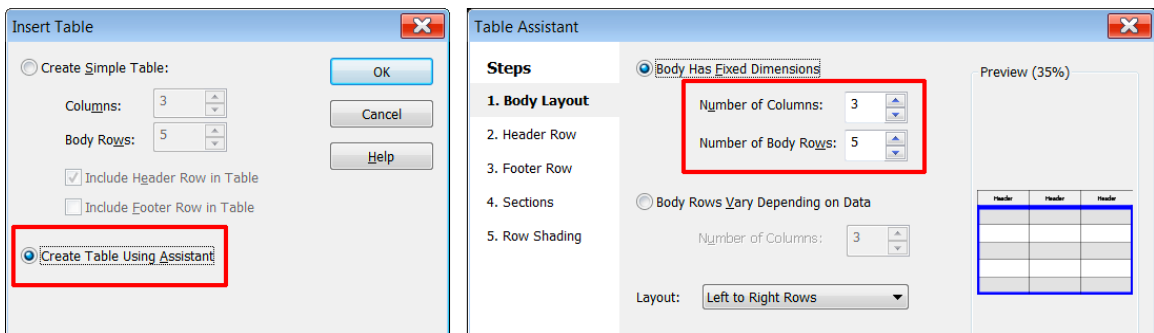 Insert Table
Create Simple Table:
Columns: 3
Body Rows: 5
Include Header Row in Table
Include Footer Row in Table
Create Table Using Assistant
OK
Cancel
Help
Table Assistant
Steps
1. Body Layout
2. Header Row
3. Footer Row
4. Sections
5. Row Shading
Body Has Fixed Dimensions
Number of Columns: 3
Number of Body Rows: 5
Body Rows Vary Depending on Data
Number of Columns: 3
Layout: Left to Right Rows
Preview (35%)
Header Header Header